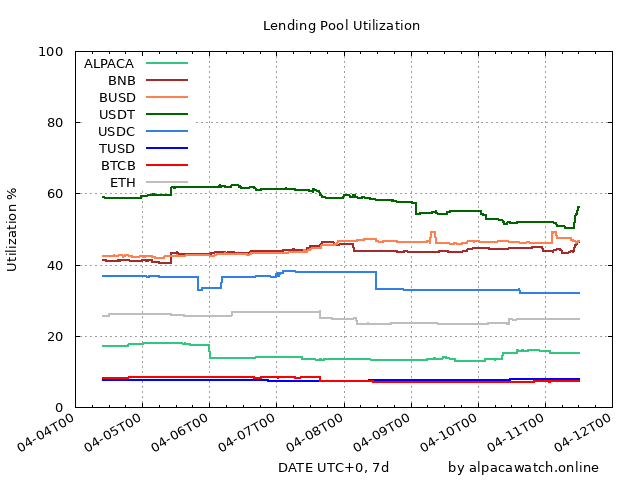 Lending Pool Utilization
100
80
60
40
20
0
Utilization %
ALPACA
BNB
BUSD
USDT
USDC
TUSD
BTCB
ETH
04-04T00
04-05T00
04-06T00
04-07T00
04-08T00
04-09T00
04-10T00
04-11T00
04-12T00
DATE UTC+0, 7d
by alpacawatch.online